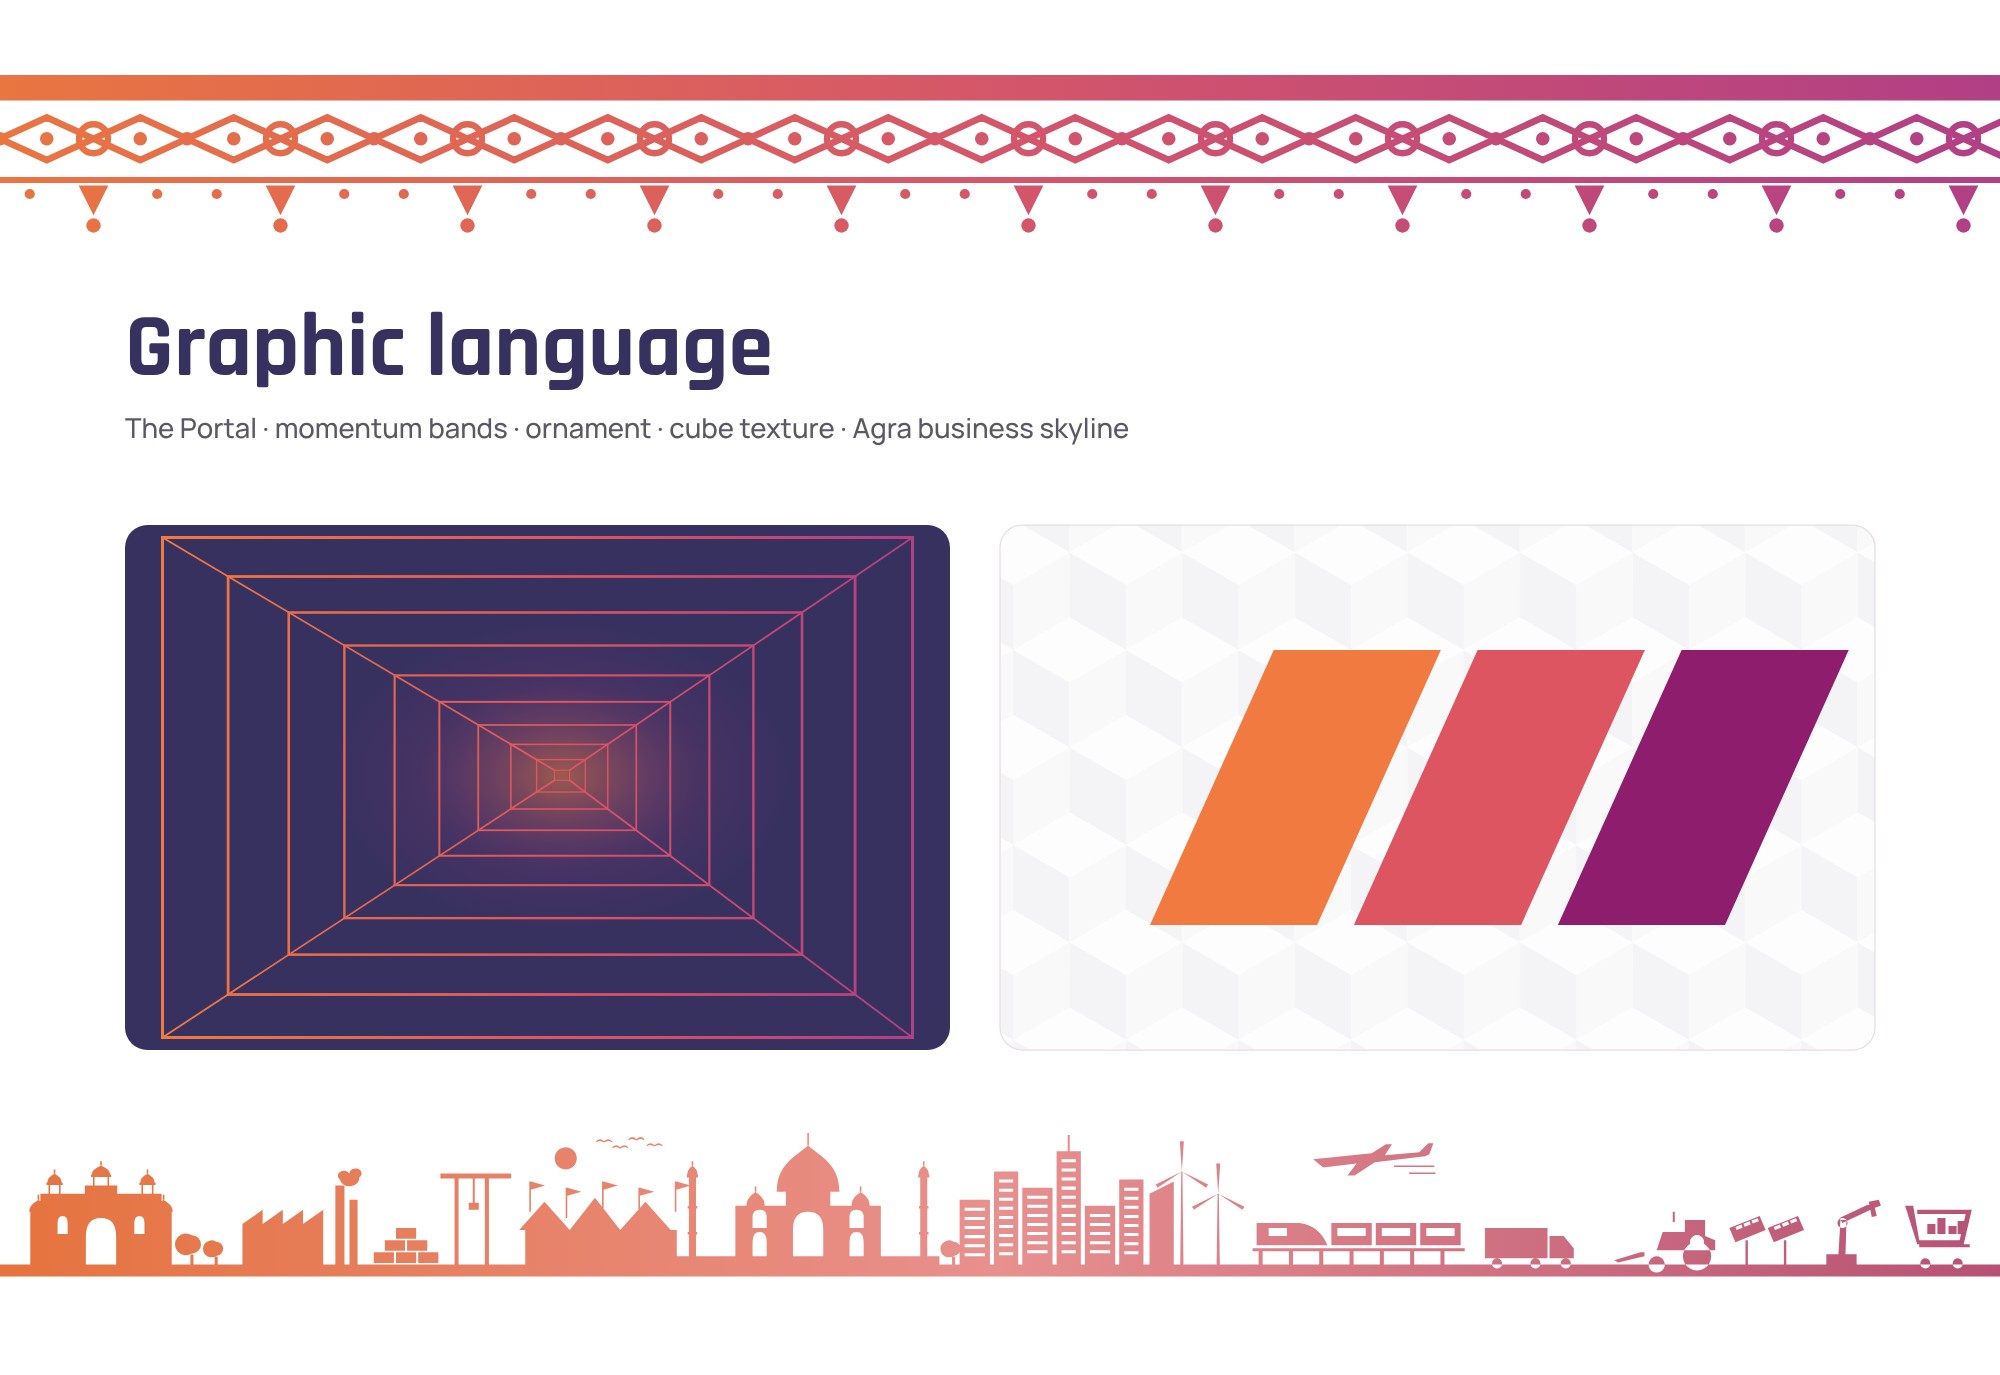 Graphic language
The Portal · momentum bands · ornament · cube texture · Agra business skyline